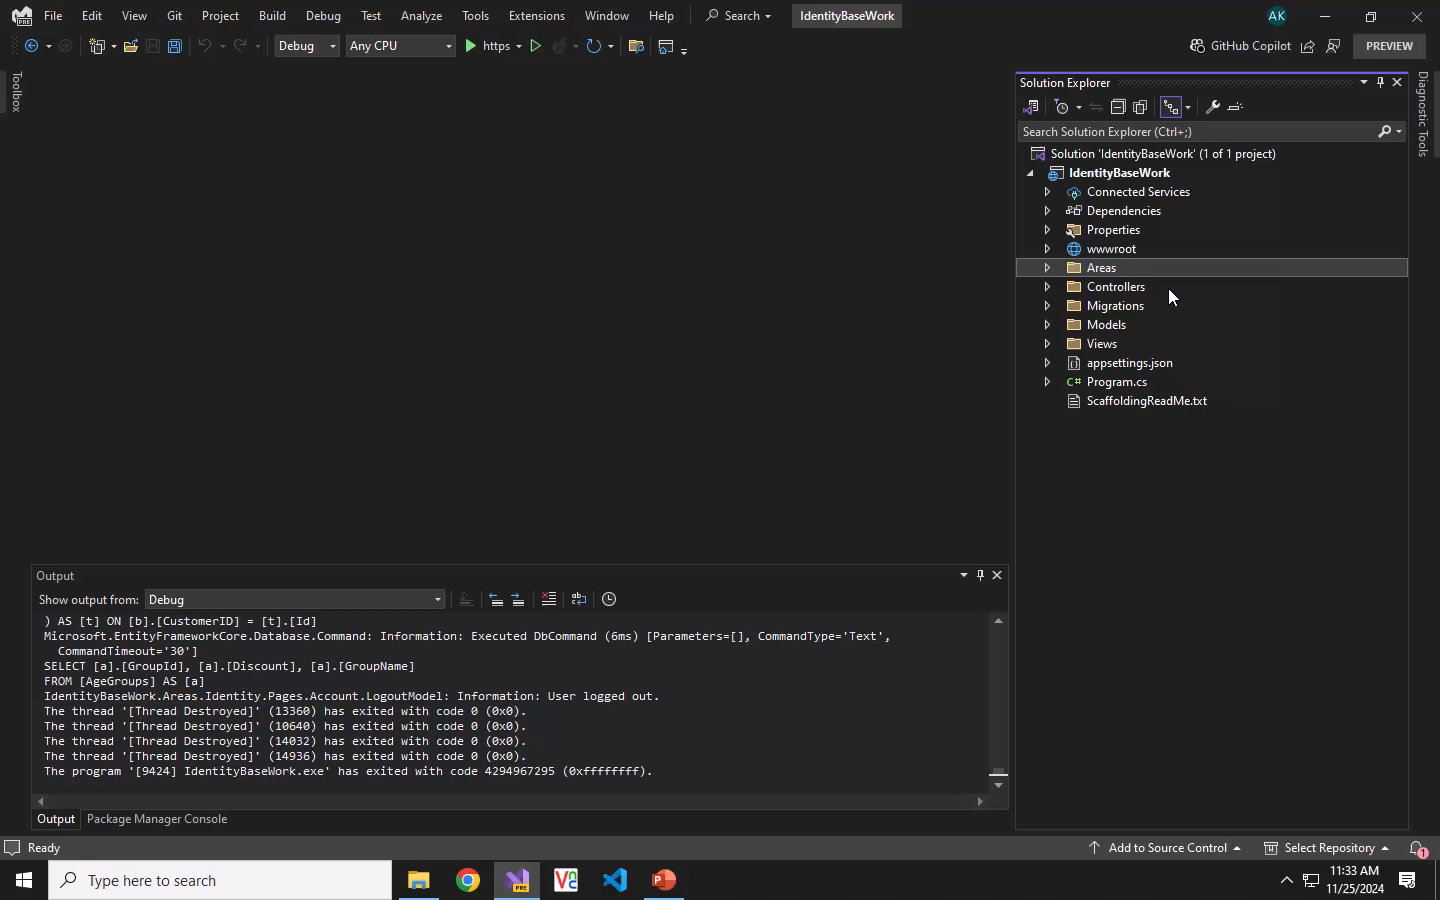 File Edit View Git Project Build Debug Test Analyze Tools Extensions Window Help Search IdentityBaseWork AK
Debug Any CPU https GitHub Copilot PREVIEW
Toolbox
Solution Explorer
Search Solution Explorer (Ctrl+;)
Solution 'IdentityBaseWork' (1 of 1 project)
IdentityBaseWork
Connected Services
Dependencies
Properties
wwwroot
Areas
Controllers
Migrations
Models
Views
appsettings.json
C# Program.cs
ScaffoldingReadMe.txt
Diagnostic Tools
Output
Show output from: Debug
) AS [t] ON [b].[CustomerID] = [t].[Id]
Microsoft.EntityFrameworkCore.Database.Command: Information: Executed DbCommand (6ms) [Parameters=[], CommandType='Text',
CommandTimeout='30']
SELECT [a].[GroupId], [a].[Discount], [a].[GroupName]
FROM [AgeGroups] AS [a]
IdentityBaseWork.Areas.Identity.Pages.Account.LogoutModel: Information: User logged out.
The thread '[Thread Destroyed]' (13360) has exited with code 0 (0x0).
The thread '[Thread Destroyed]' (10640) has exited with code 0 (0x0).
The thread '[Thread Destroyed]' (14032) has exited with code 0 (0x0).
The thread '[Thread Destroyed]' (14936) has exited with code 0 (0x0).
The program '[9424] IdentityBaseWork.exe' has exited with code 4294967295 (0xffffffff).
Output Package Manager Console
Ready Add to Source Control Select Repository 1
Type here to search
11:33 AM
11/25/2024